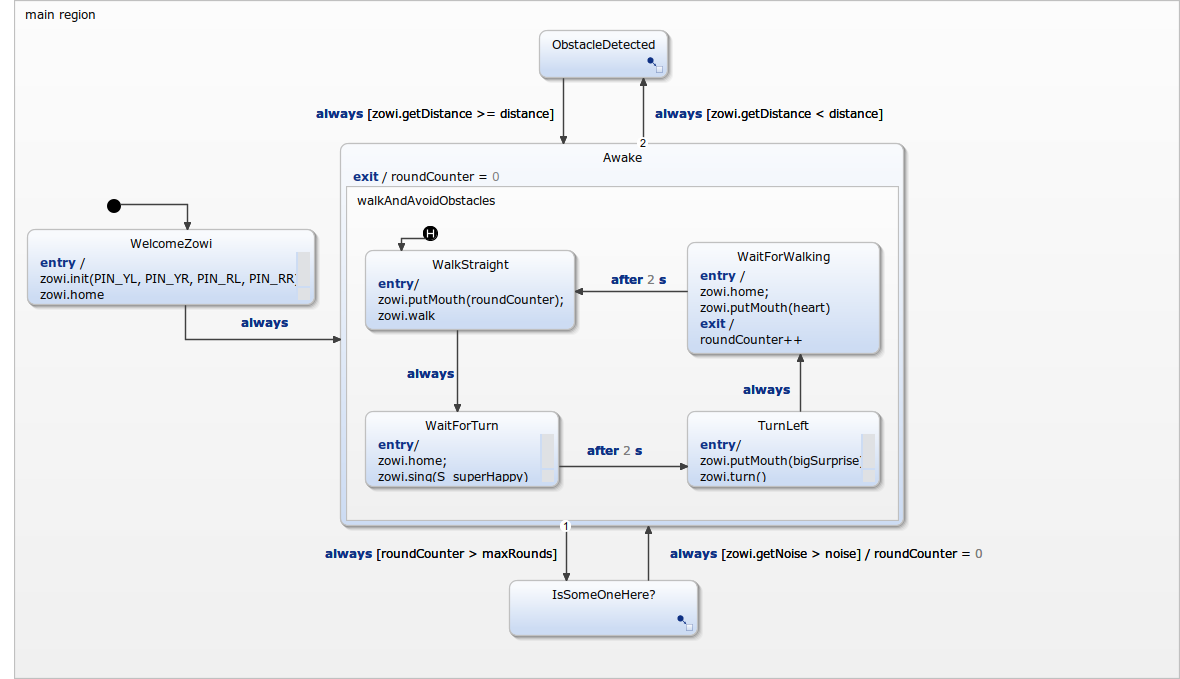 main region
ObstacleDetected
always [zowi.getDistance >= distance]
always [zowi.getDistance < distance]
2
Awake
exit / roundCounter = 0
walkAndAvoidObstacles
H
WelcomeZowi
entry /
zowi.init(PIN_YL, PIN_YR, PIN_RL, PIN_RR)
zowi.home
always
WalkStraight
entry/
zowi.putMouth(roundCounter);
zowi.walk
after 2 s
WaitForWalking
entry /
zowi.home;
zowi.putMouth(heart)
exit /
roundCounter++
always
always
WaitForTurn
entry/
zowi.home;
zowi.sing(S_superHappy)
after 2 s
TurnLeft
entry/
zowi.putMouth(bigSurprise)
zowi.turn()
1
always [roundCounter > maxRounds]
always [zowi.getNoise > noise] / roundCounter = 0
IsSomeOneHere?